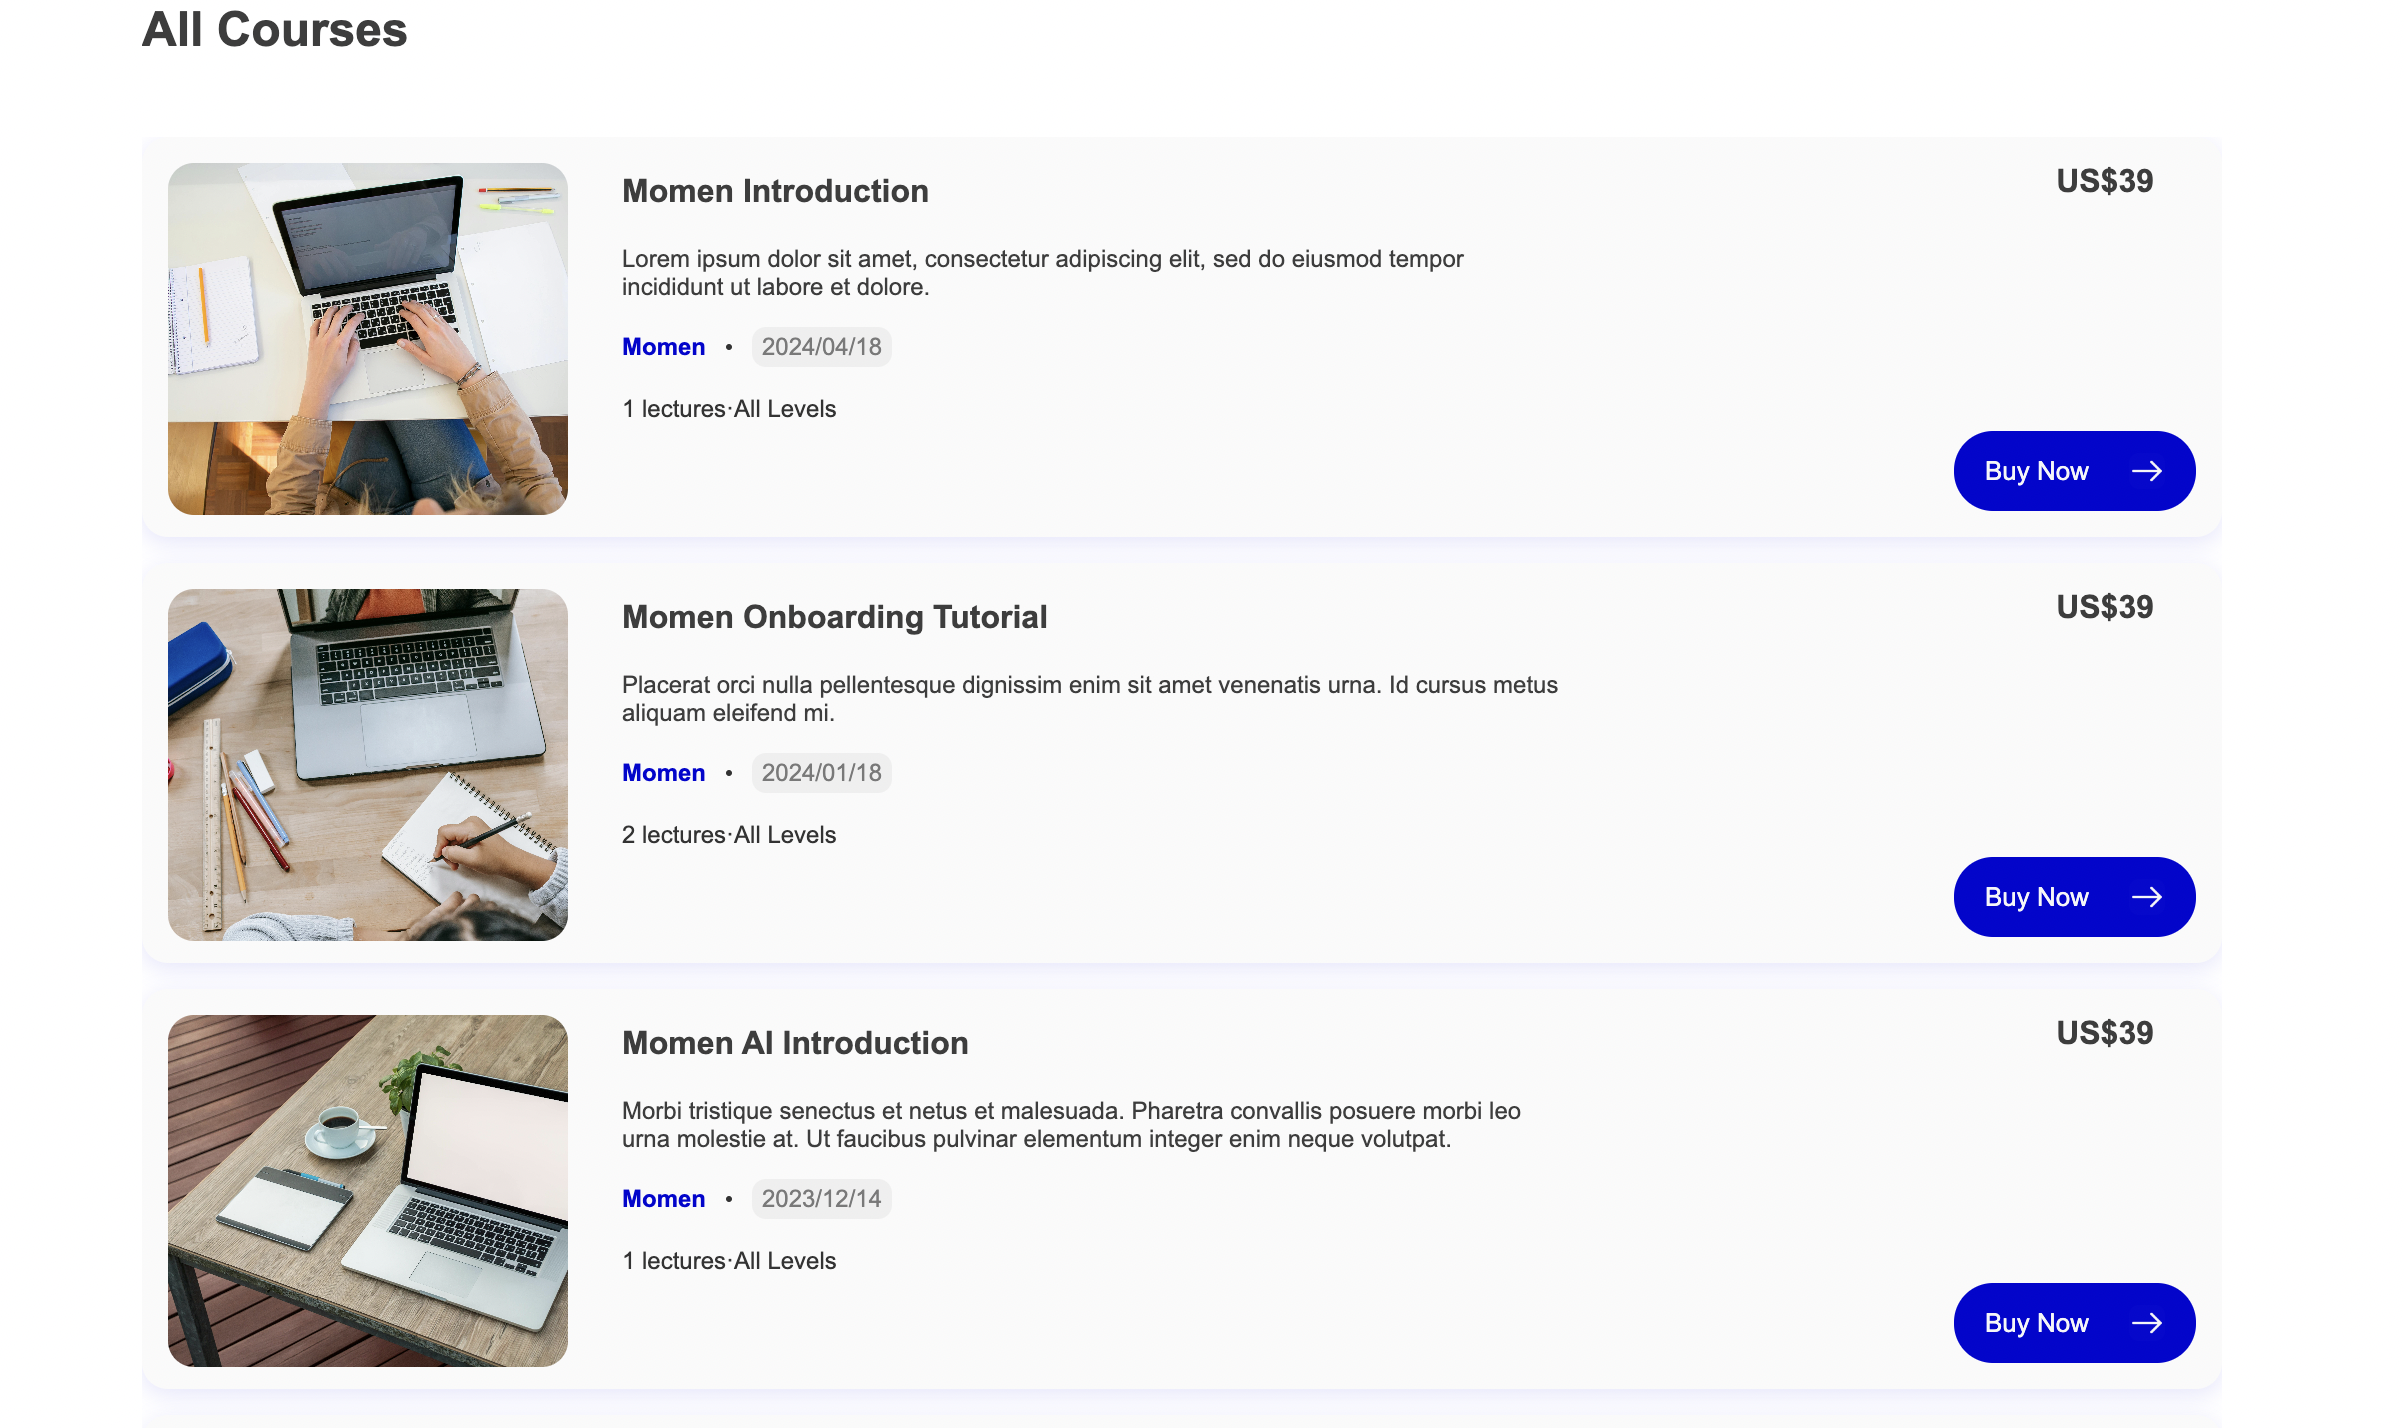 All Courses
Momen Introduction
US$39
Lorem ipsum dolor sit amet, consectetur adipiscing elit, sed do eiusmod tempor
incididunt ut labore et dolore.
Momen • 2024/04/18
1 lectures·All Levels
Buy Now
Momen Onboarding Tutorial
US$39
Placerat orci nulla pellentesque dignissim enim sit amet venenatis urna. Id cursus metus
aliquam eleifend mi.
Momen • 2024/01/18
2 lectures·All Levels
Buy Now
Momen AI Introduction
US$39
Morbi tristique senectus et netus et malesuada. Pharetra convallis posuere morbi leo
urna molestie at. Ut faucibus pulvinar elementum integer enim neque volutpat.
Momen • 2023/12/14
1 lectures·All Levels
Buy Now